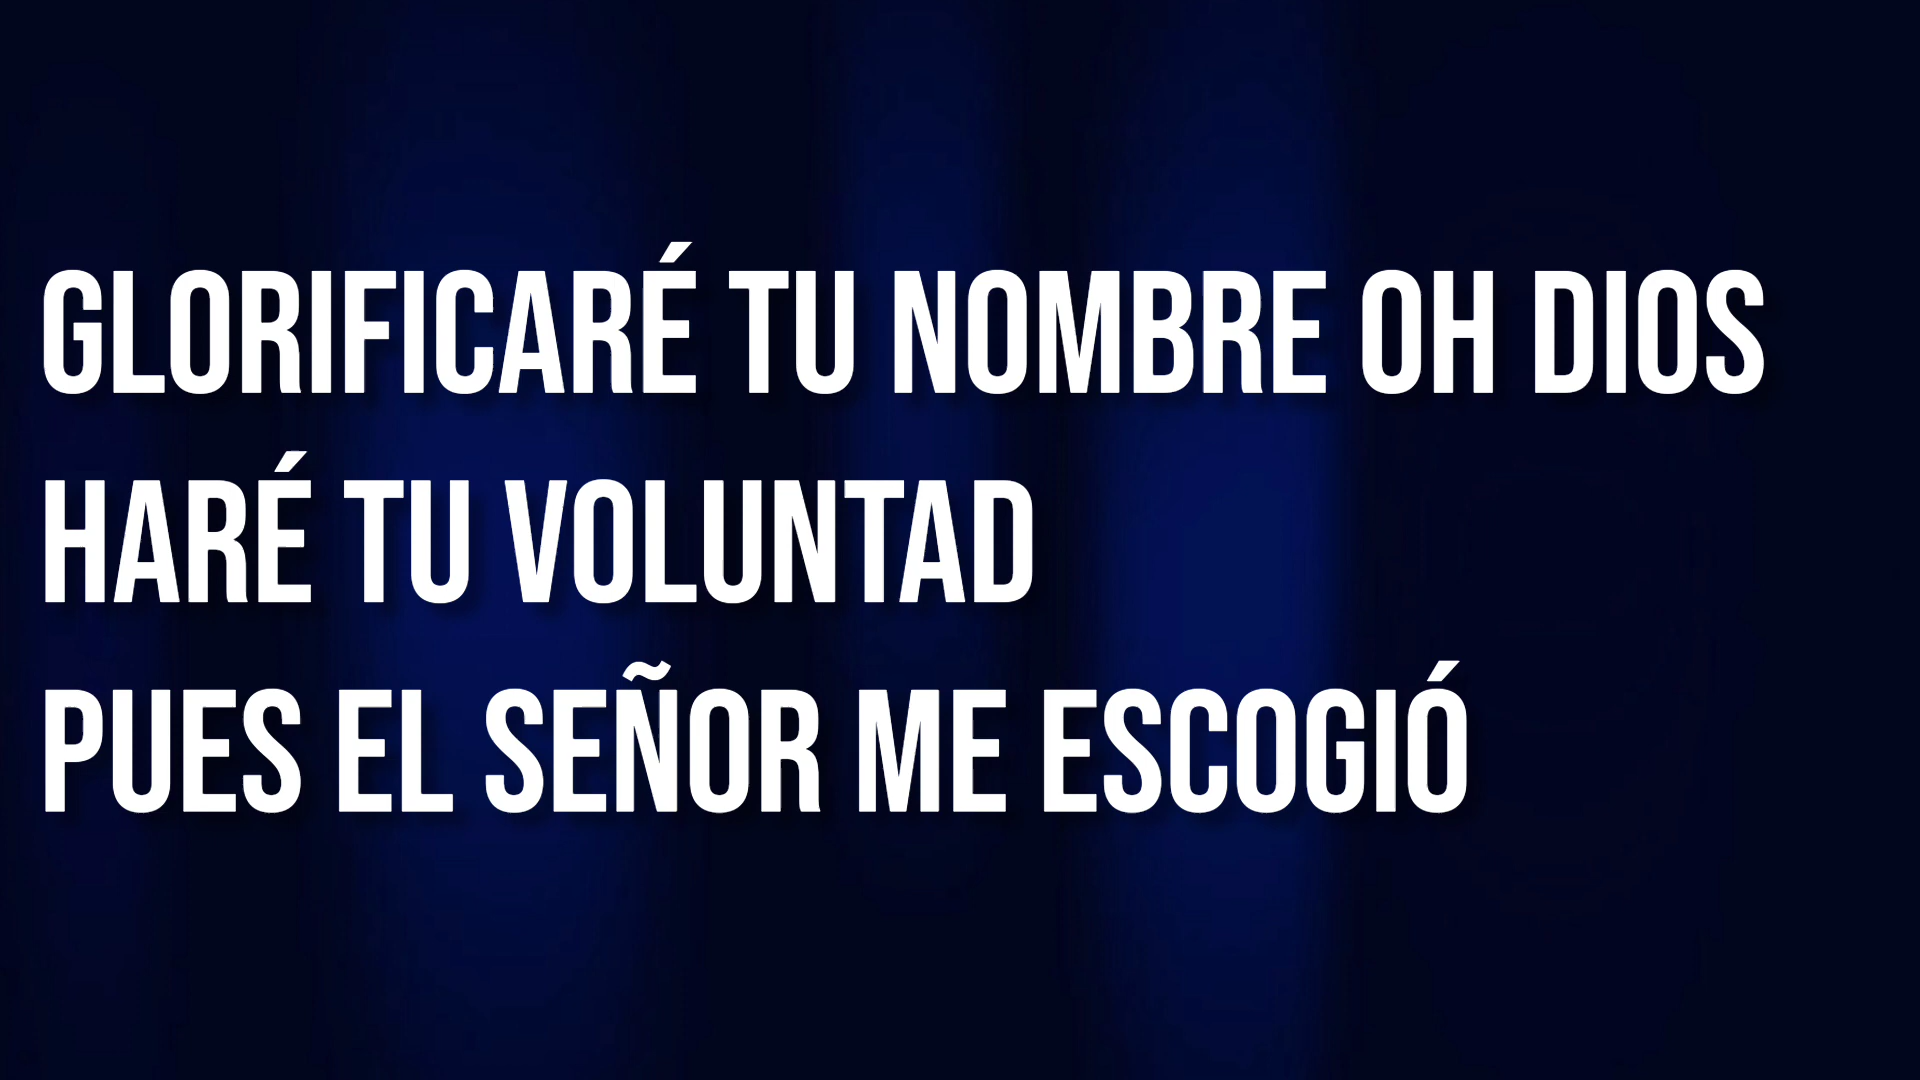 GLORIFICARÉ TU NOMBRE OH DIOS
HARÉ TU VOLUNTAD
PUES EL SEÑOR ME ESCOGIÓ